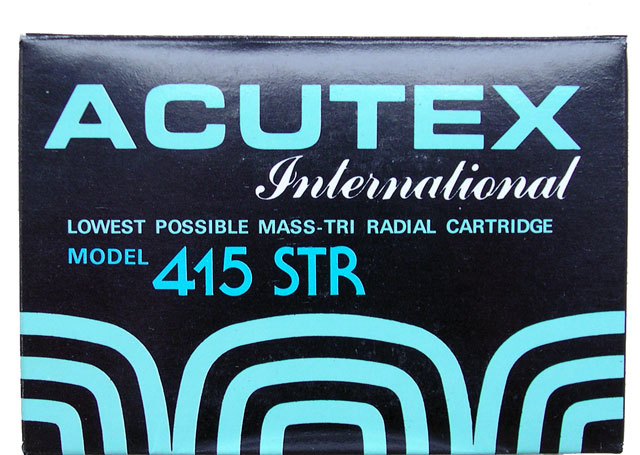 ACUTEX
International
LOWEST POSSIBLE MASS-TRI RADIAL CARTRIDGE
MODEL 415 STR